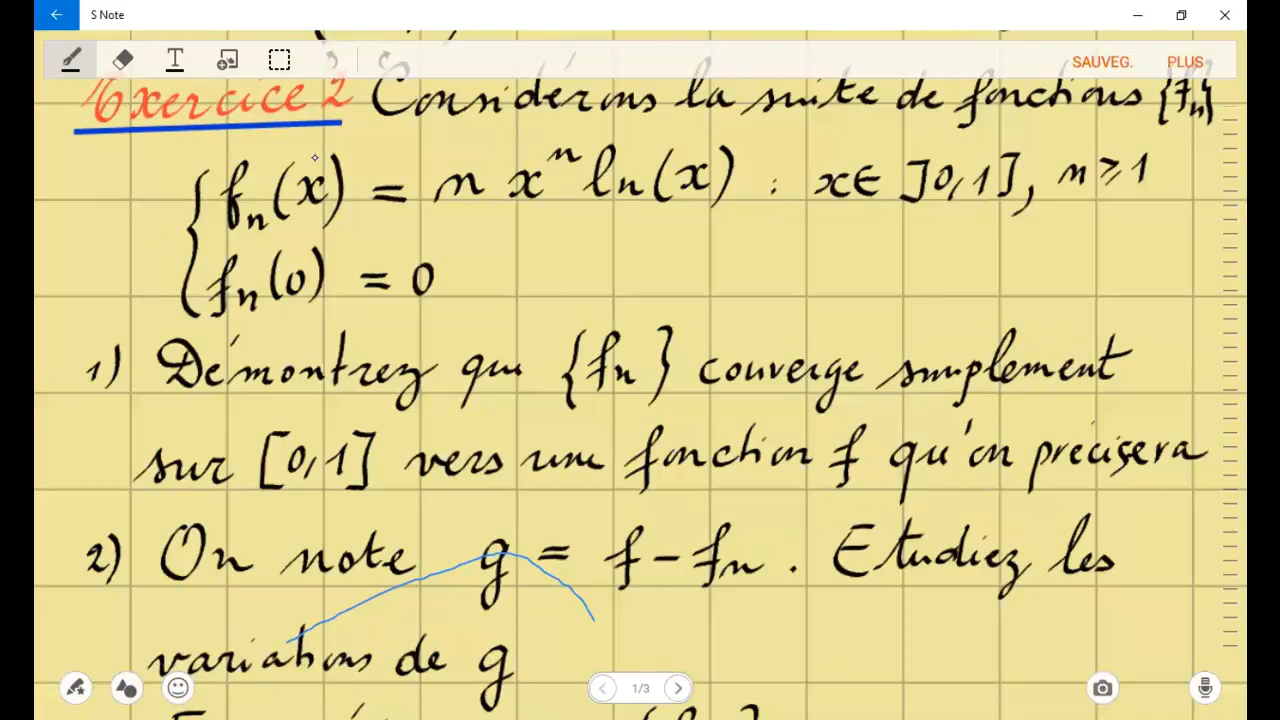 S Note
SAUVEG. PLUS
Exercice 2 Considérons la suite de fonctions {fn}
fn(x) = n xⁿ ln(x) : x∈ ]0,1], n ≥ 1
fn(0) = 0
1) Démontrez que {fn} converge simplement
sur [0,1] vers une fonction f qu'on précisera
2) On note g = f - fn. Etudiez les
variations de g
1/3